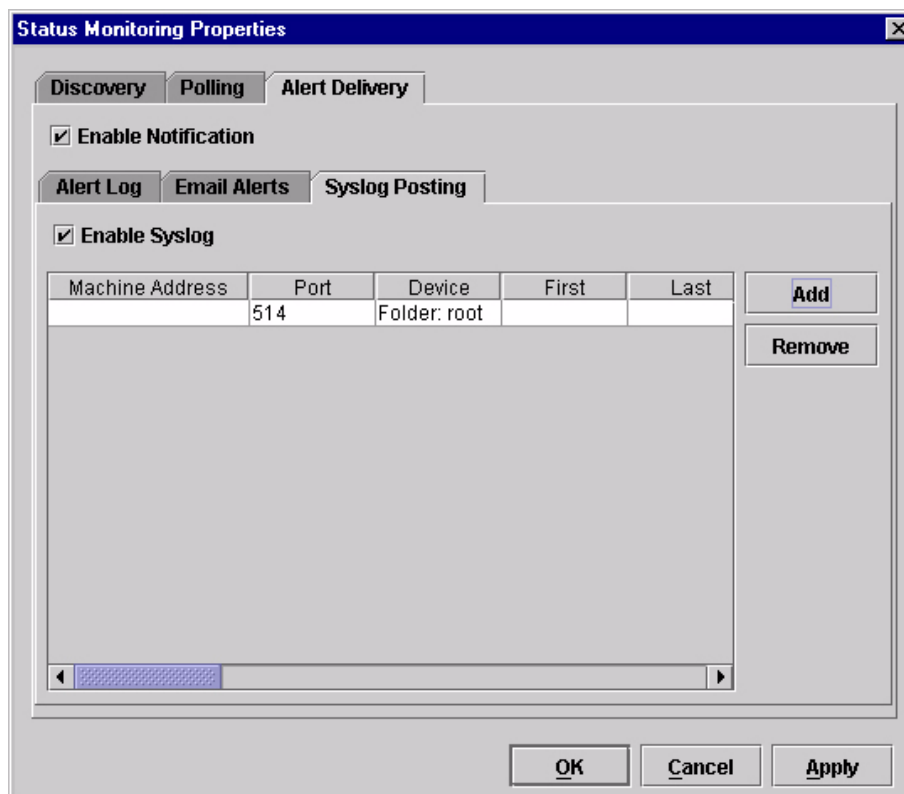 Status Monitoring Properties
Discovery Polling Alert Delivery
Enable Notification
Alert Log Email Alerts Syslog Posting
Enable Syslog
Machine Address Port Device First Last
514 Folder: root
Add
Remove
OK Cancel Apply